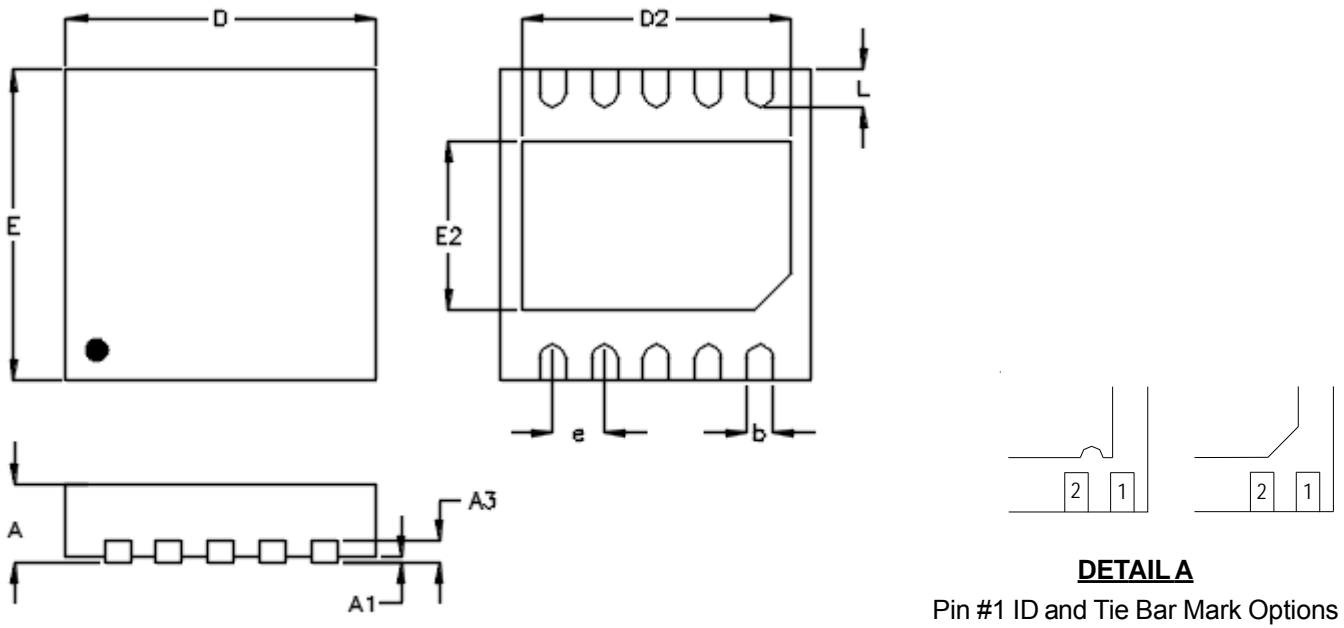 D
D2
L
E
E2
e
b
A
A3
A1
2
1
2
1
DETAIL A
Pin #1 ID and Tie Bar Mark Options